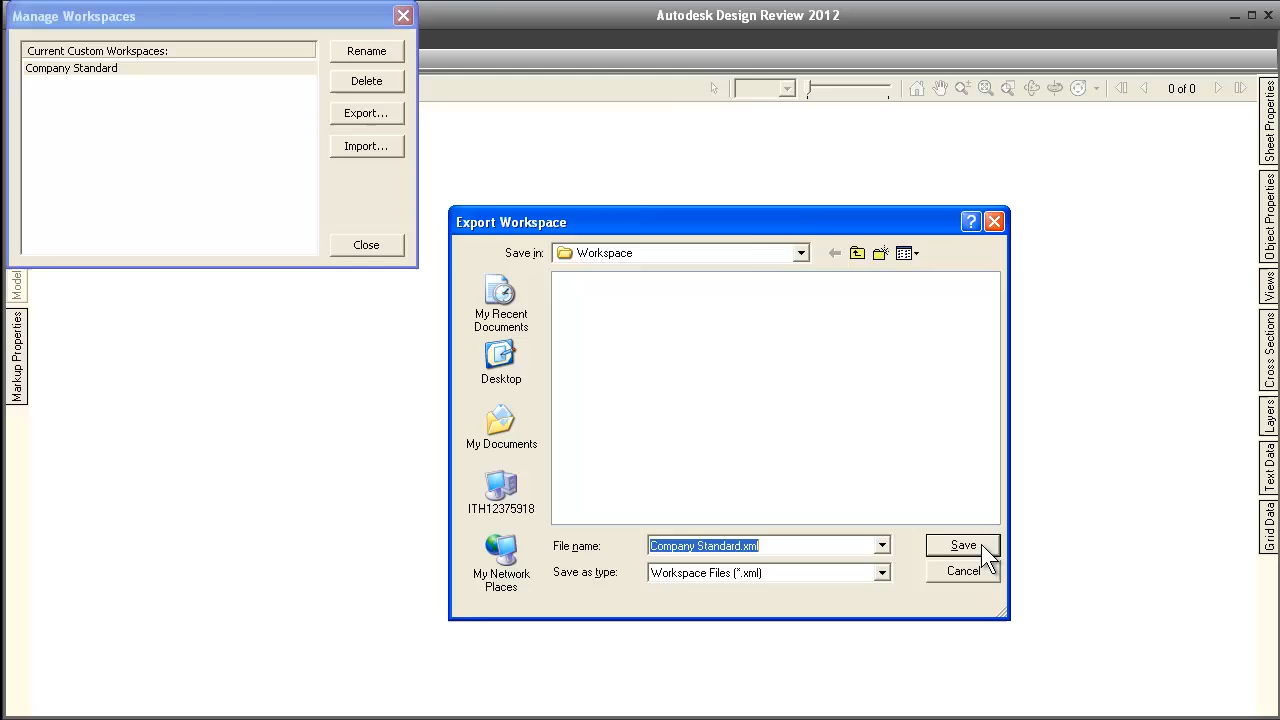 Manage Workspaces
Autodesk Design Review 2012
Current Custom Workspaces:
Company Standard
Rename
Delete
Export...
Import...
Close
0 of 0
Model
Markup Properties
Sheet Properties
Object Properties
Views
Cross Sections
Layers
Text Data
Grid Data
Export Workspace
Save in:
Workspace
My Recent
Documents
Desktop
My Documents
ITH12375918
My Network
Places
File name:
Company Standard.xml
Save
Save as type:
Workspace Files (*.xml)
Cancel